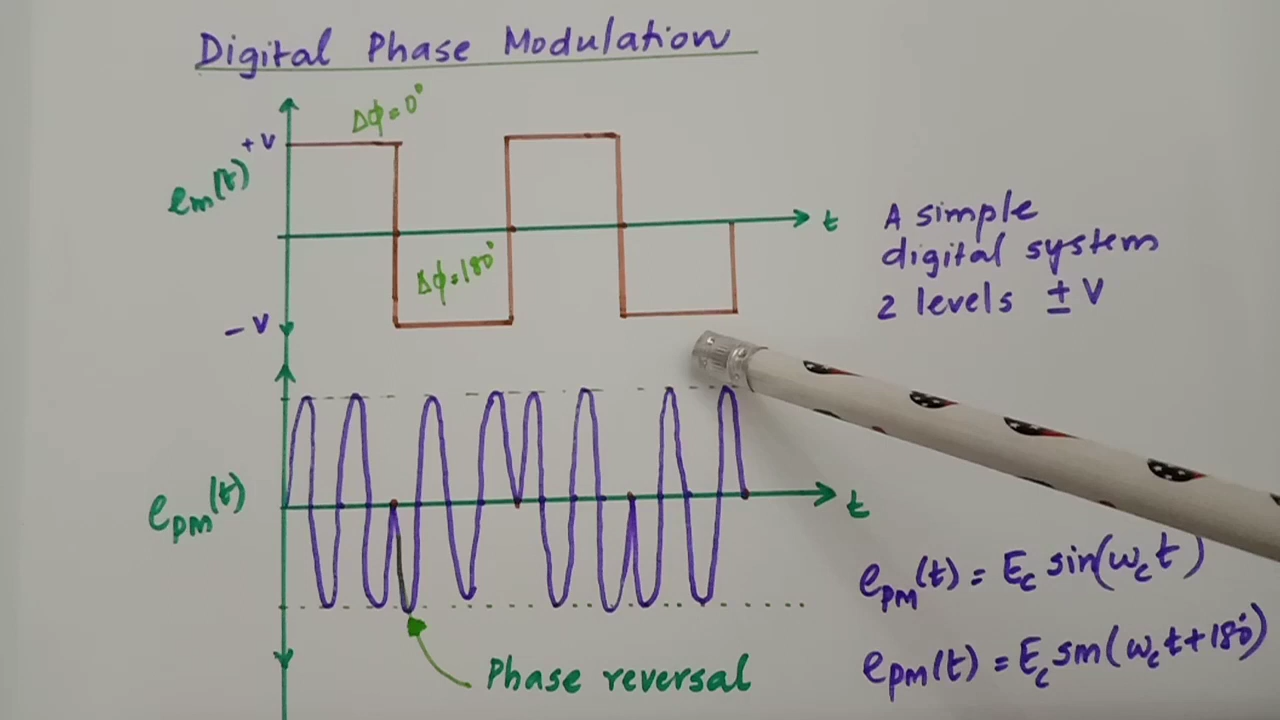 Digital Phase Modulation
Δϕ=0°
+V
em(t)
t
Δϕ=180°
-V
A simple
digital system
2 levels ± V
ePM(t)
t
ePM(t) = Ec sin(ωct)
ePM(t) = Ec sin(ωct+180°)
Phase reversal